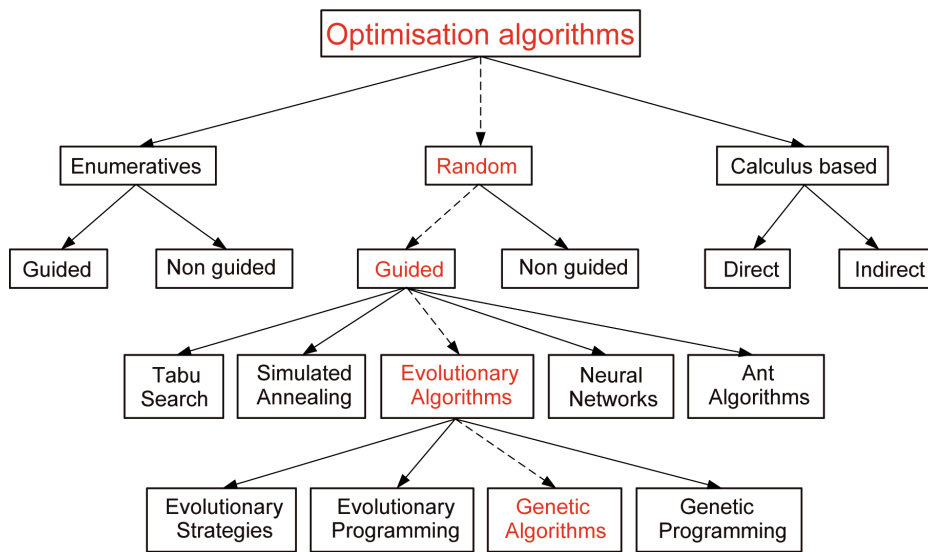 Optimisation algorithms
Enumeratives
Random
Calculus based
Guided
Non guided
Guided
Non guided
Direct
Indirect
Tabu
Search
Simulated
Annealing
Evolutionary
Algorithms
Neural
Networks
Ant
Algorithms
Evolutionary
Strategies
Evolutionary
Programming
Genetic
Algorithms
Genetic
Programming